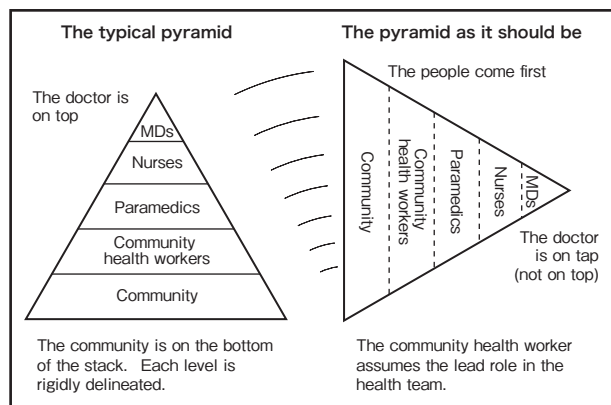 The typical pyramid
The doctor is
on top
MDs
Nurses
Paramedics
Community
health workers
Community
The community is on the bottom
of the stack. Each level is
rigidly delineated.
The pyramid as it should be
The people come first
Community
Community
health workers
Paramedics
Nurses
MDs
The doctor
is on tap
(not on top)
The community health worker
assumes the lead role in the
health team.